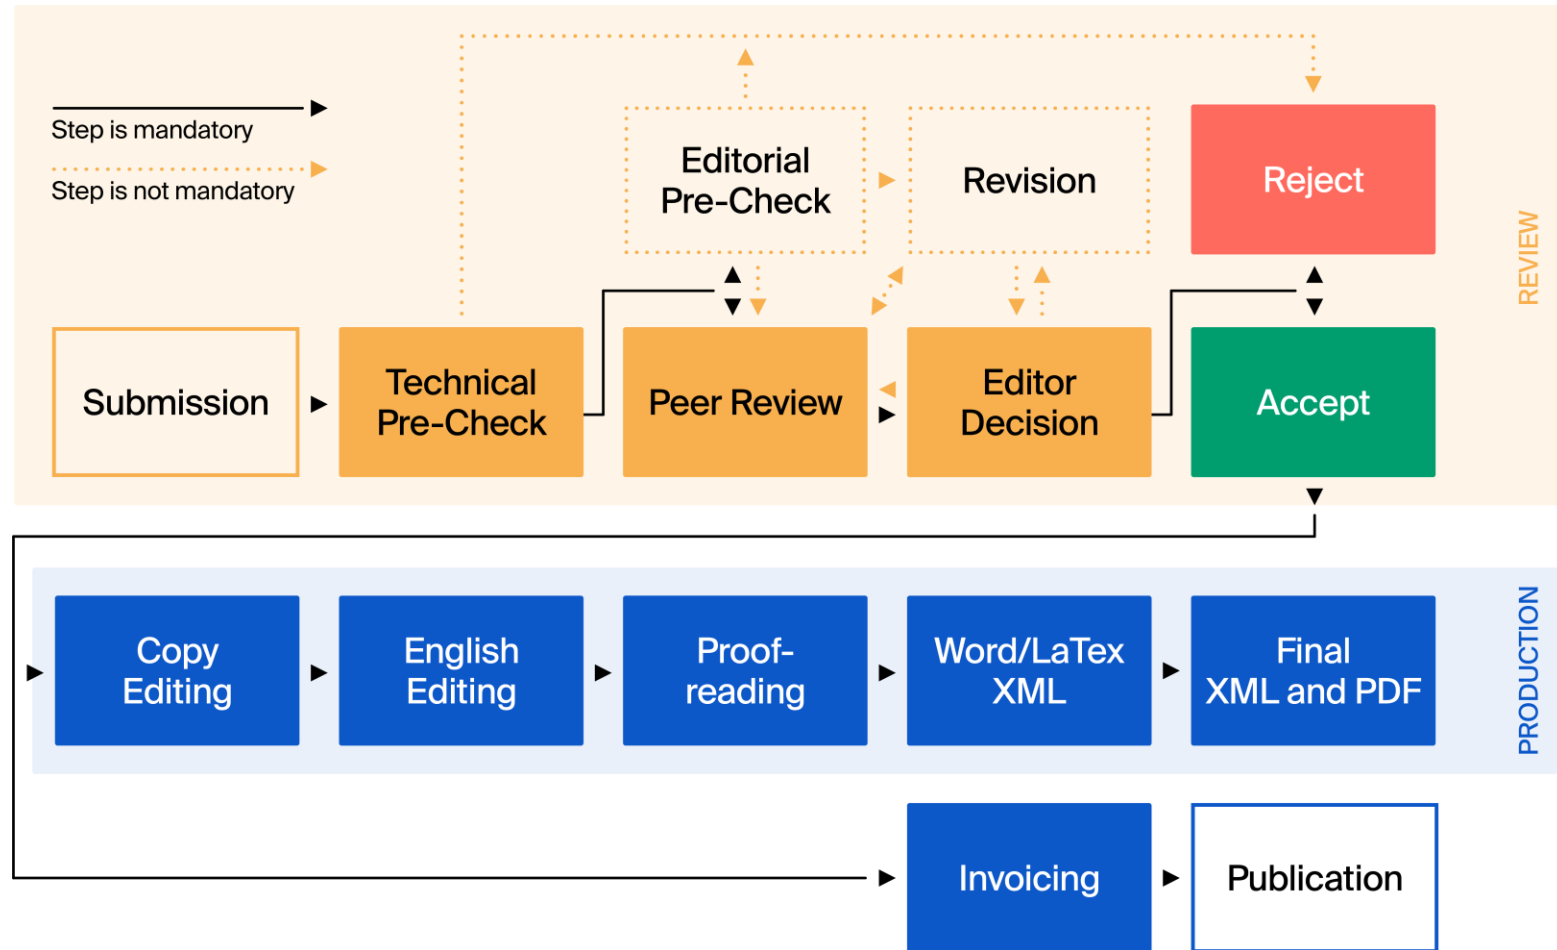 Step is mandatory
Step is not mandatory
Editorial
Pre-Check
Revision
Reject
REVIEW
Submission
Technical
Pre-Check
Peer Review
Editor
Decision
Accept
Copy
Editing
English
Editing
Proof-
reading
Word/LaTex
XML
Final
XML and PDF
PRODUCTION
Invoicing
Publication